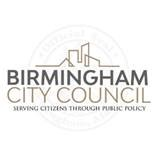 BIRMINGHAM
CITY COUNCIL
SERVING CITIZENS THROUGH PUBLIC POLICY